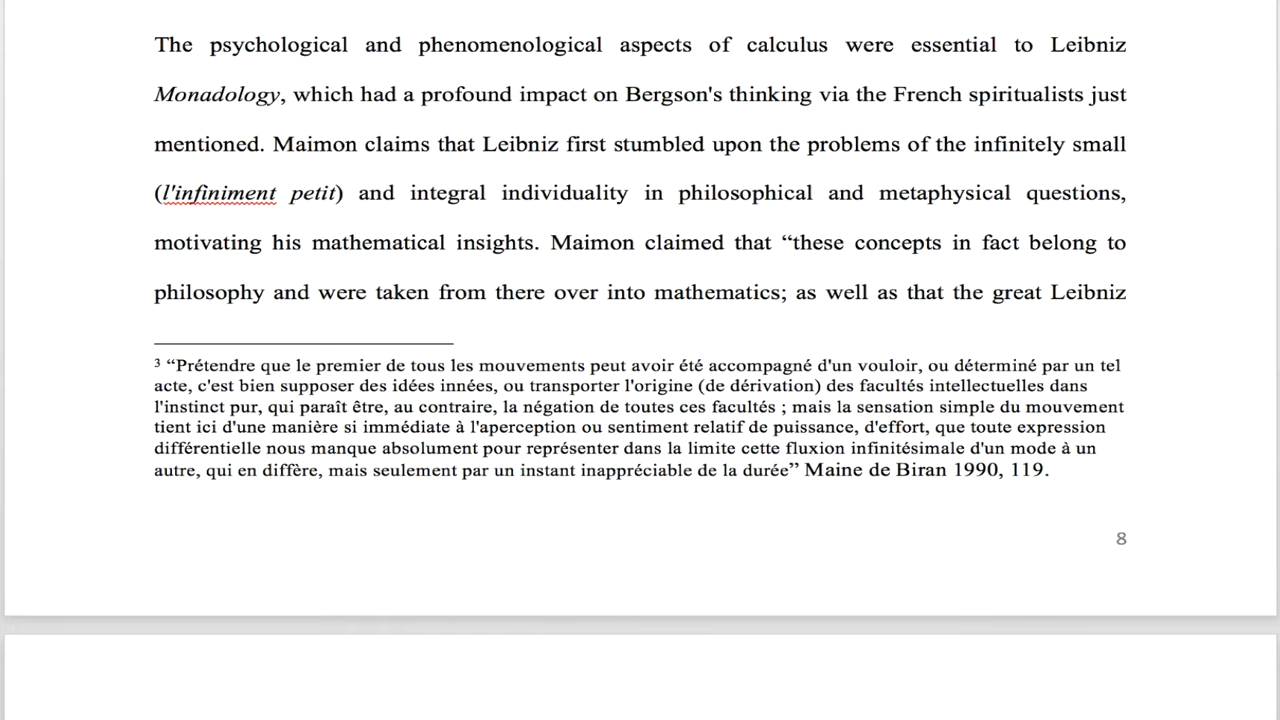 The psychological and phenomenological aspects of calculus were essential to Leibniz
Monadology, which had a profound impact on Bergson's thinking via the French spiritualists just
mentioned. Maimon claims that Leibniz first stumbled upon the problems of the infinitely small
(l'infiniment petit) and integral individuality in philosophical and metaphysical questions,
motivating his mathematical insights. Maimon claimed that “these concepts in fact belong to
philosophy and were taken from there over into mathematics; as well as that the great Leibniz
3 “Prétendre que le premier de tous les mouvements peut avoir été accompagné d'un vouloir, ou déterminé par un tel
acte, c'est bien supposer des idées innées, ou transporter l'origine (de dérivation) des facultés intellectuelles dans
l'instinct pur, qui paraît être, au contraire, la négation de toutes ces facultés ; mais la sensation simple du mouvement
tient ici d'une manière si immédiate à l'aperception ou sentiment relatif de puissance, d'effort, que toute expression
différentielle nous manque absolument pour représenter dans la limite cette fluxion infinitésimale d'un mode à un
autre, qui en diffère, mais seulement par un instant inappréciable de la durée” Maine de Biran 1990, 119.
8